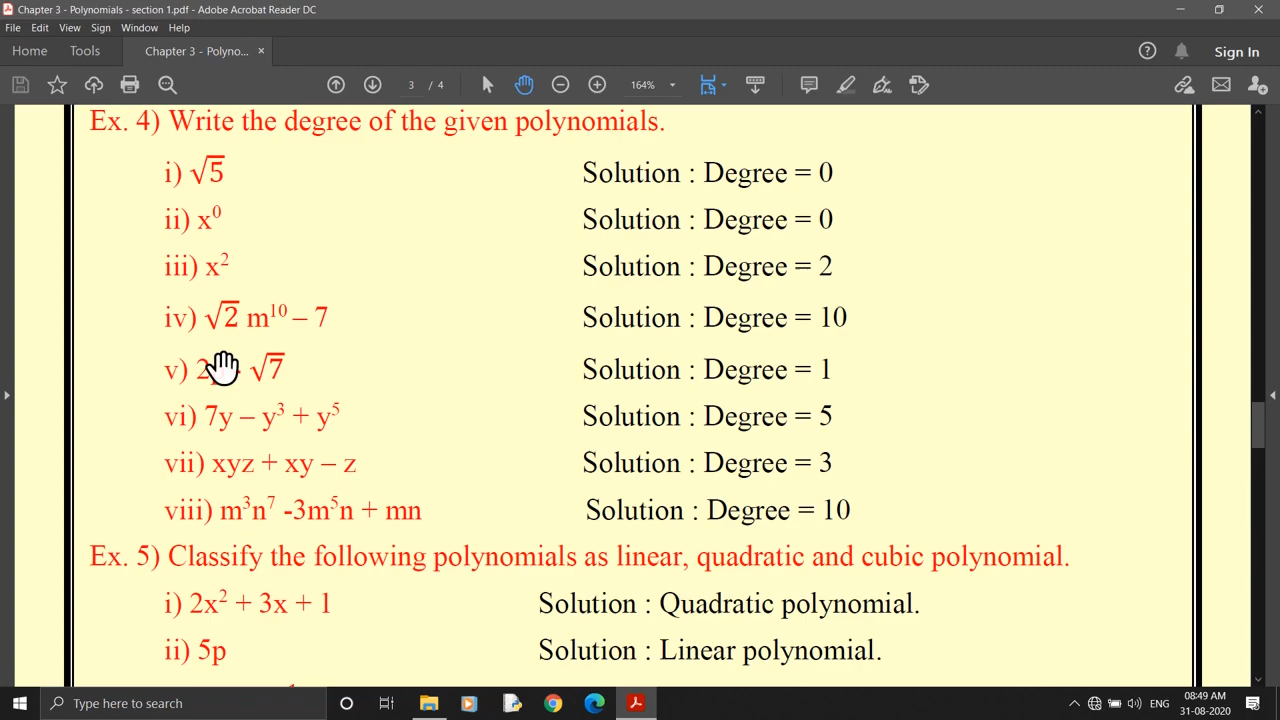 Chapter 3 - Polynomials - section 1.pdf - Adobe Acrobat Reader DC
File Edit View Sign Window Help
Home Tools Chapter 3 - Polyno... × Sign In
3 / 4 164%
Ex. 4) Write the degree of the given polynomials.
i) √5 Solution : Degree = 0
ii) x⁰ Solution : Degree = 0
iii) x² Solution : Degree = 2
iv) √2 m¹⁰ – 7 Solution : Degree = 10
v) √7 Solution : Degree = 1
vi) 7y – y³ + y⁵ Solution : Degree = 5
vii) xyz + xy – z Solution : Degree = 3
viii) m³n⁷ -3m⁵n + mn Solution : Degree = 10
Ex. 5) Classify the following polynomials as linear, quadratic and cubic polynomial.
i) 2x² + 3x + 1 Solution : Quadratic polynomial.
ii) 5p Solution : Linear polynomial.
Type here to search
08:49 AM
31-08-2020